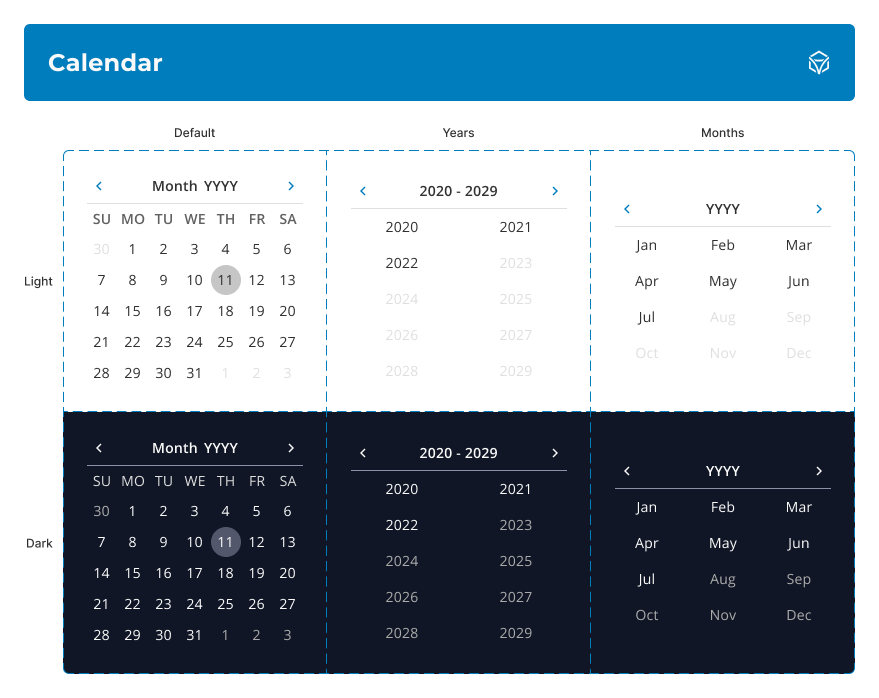 Calendar
Default Years Months
Light
Month YYYY
SU MO TU WE TH FR SA
30 1 2 3 4 5 6
7 8 9 10 11 12 13
14 15 16 17 18 19 20
21 22 23 24 25 26 27
28 29 30 31 1 2 3
2020 - 2029
2020 2021
2022 2023
2024 2025
2026 2027
2028 2029
YYYY
Jan Feb Mar
Apr May Jun
Jul Aug Sep
Oct Nov Dec
Dark
Month YYYY
SU MO TU WE TH FR SA
30 1 2 3 4 5 6
7 8 9 10 11 12 13
14 15 16 17 18 19 20
21 22 23 24 25 26 27
28 29 30 31 1 2 3
2020 - 2029
2020 2021
2022 2023
2024 2025
2026 2027
2028 2029
YYYY
Jan Feb Mar
Apr May Jun
Jul Aug Sep
Oct Nov Dec